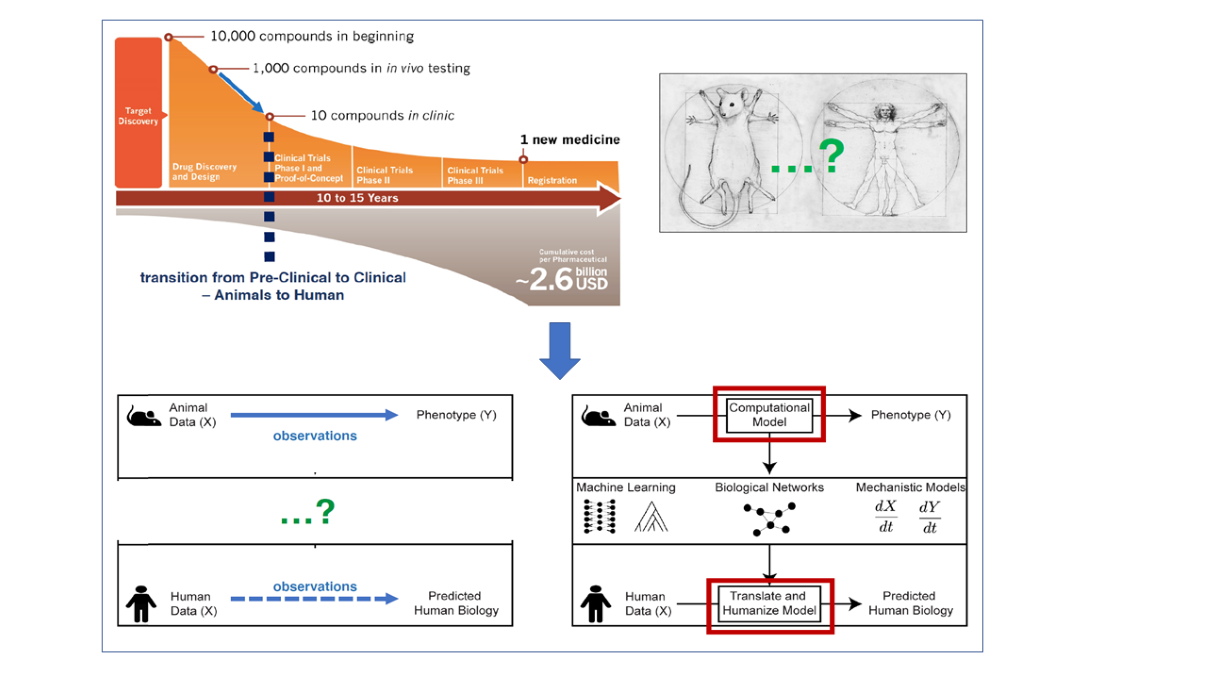 10,000 compounds in beginning
1,000 compounds in in vivo testing
10 compounds in clinic
1 new medicine
Target
Discovery
Drug Discovery
and Design
Clinical Trials
Phase I and
Proof-of-Concept
Clinical Trials
Phase II
Clinical Trials
Phase III
Registration
10 to 15 Years
Cumulative cost
per Pharmaceutical
~2.6 billion
USD
transition from Pre-Clinical to Clinical
– Animals to Human
...?
Animal
Data (X)
observations
Phenotype (Y)
...?
Human
Data (X)
observations
Predicted
Human Biology
Animal
Data (X)
Computational
Model
Phenotype (Y)
Machine Learning
Biological Networks
Mechanistic Models
dX
dt
dY
dt
Human
Data (X)
Translate and
Humanize Model
Predicted
Human Biology